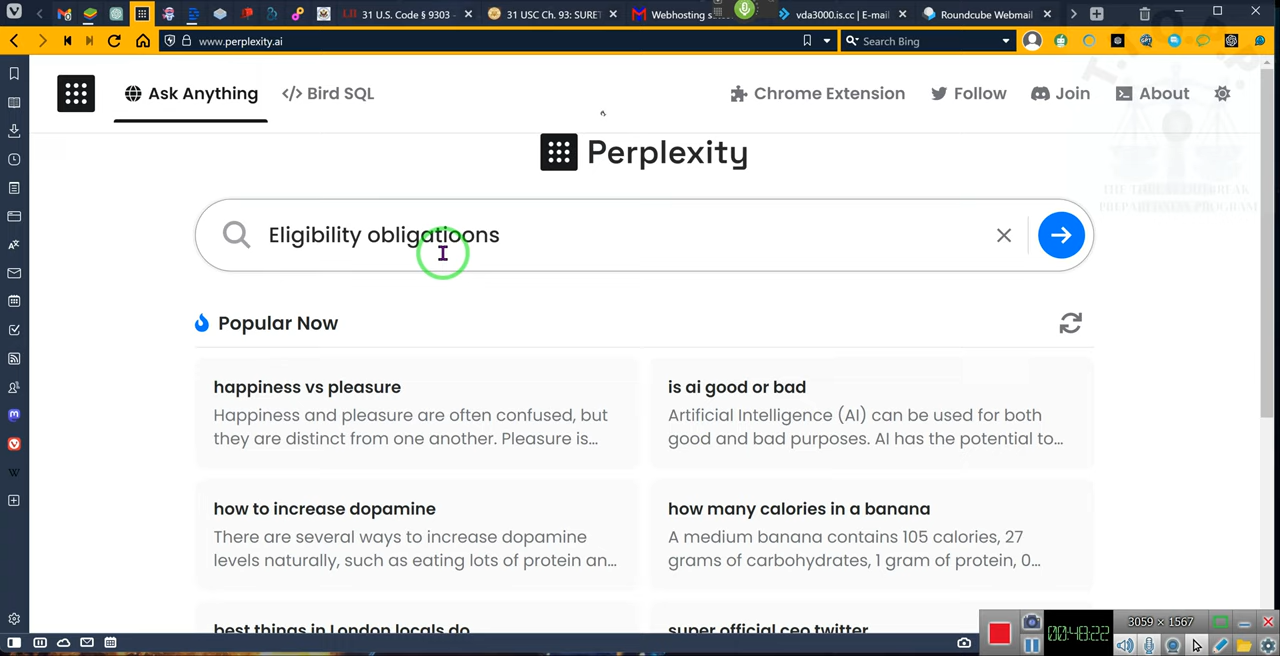 31 U.S. Code § 9303 -
31 USC Ch. 93: SURET
Webhosting s
vda3000.is.cc | E-mail
Roundcube Webmail
www.perplexity.ai
Search Bing
Ask Anything
</> Bird SQL
Chrome Extension
Follow
Join
About
Perplexity
T.T.O.A.P.
THE TIME
PREPAREDNESS PROGRAM
Eligibility obligatioons
Popular Now
happiness vs pleasure
Happiness and pleasure are often confused, but
they are distinct from one another. Pleasure is...
is ai good or bad
Artificial Intelligence (AI) can be used for both
good and bad purposes. AI has the potential to...
how to increase dopamine
There are several ways to increase dopamine
levels naturally, such as eating lots of protein an...
how many calories in a banana
A medium banana contains 105 calories, 27
grams of carbohydrates, 1 gram of protein, 0...
best things in London locals do
super official ceo twitter
3059 × 1567
00:48:22